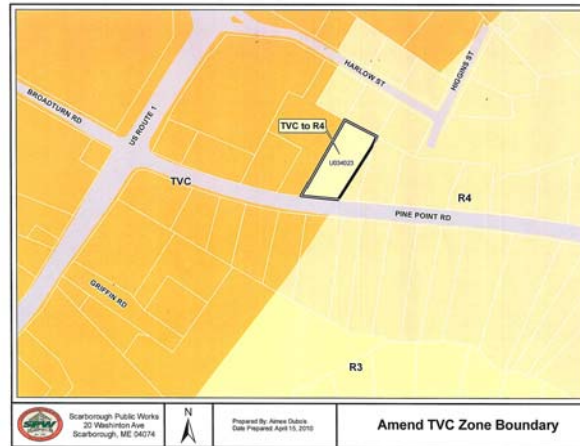 HARLOW ST
HIGGINS ST
BROADTURN RD
US ROUTE 1
TVC to R4
U034023
TVC
R4
PINE POINT RD
GRIFFIN RD
R3
SPW
Scarborough Public Works
20 Washinton Ave
Scarborough, ME 04074
N
Prepared By: Aimee Dubois
Date Prepared: April 15, 2010
Amend TVC Zone Boundary